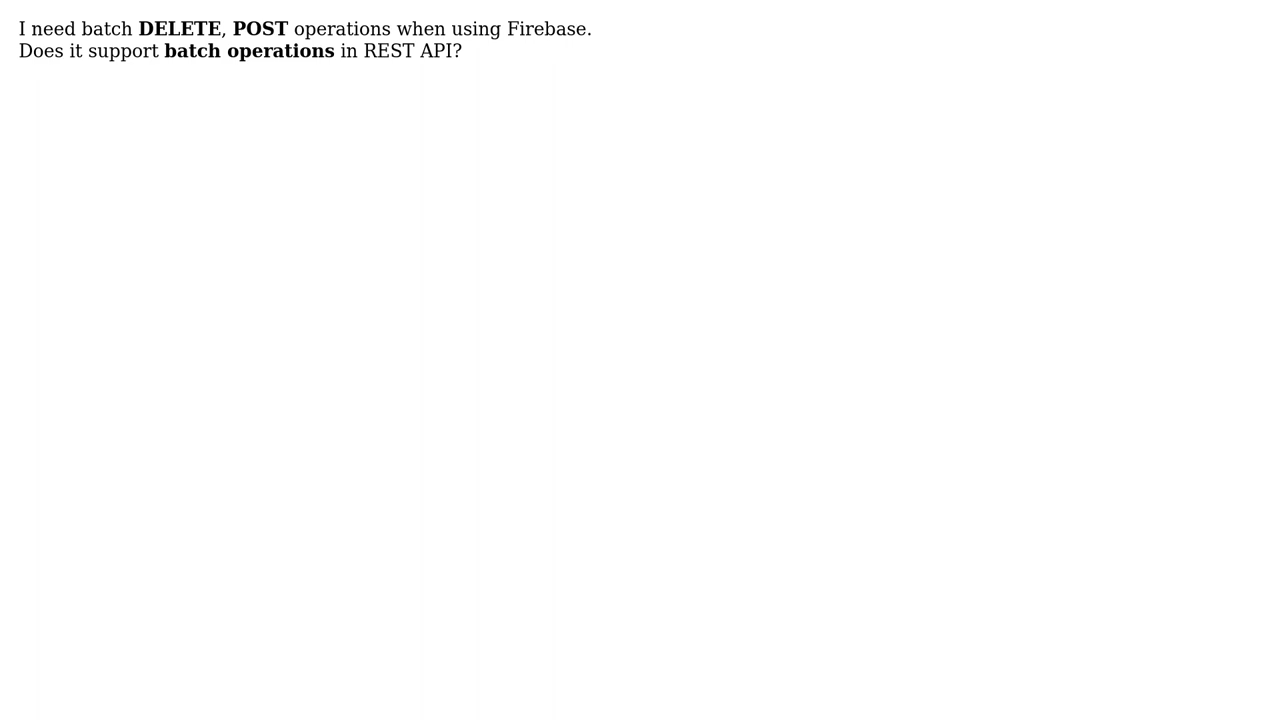 I need batch DELETE, POST operations when using Firebase.
Does it support batch operations in REST API?